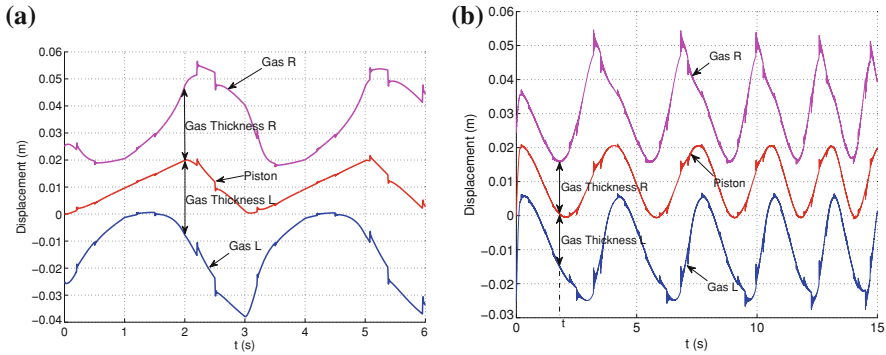 (a)
Displacement (m)
0.06
0.05
0.04
0.03
0.02
0.01
0
−0.01
−0.02
−0.03
−0.04
Gas R
Gas Thickness R
Piston
Gas Thickness L
Gas L
0 1 2 3 4 5 6
t (s)
(b)
Displacement (m)
0.06
0.05
0.04
0.03
0.02
0.01
0
−0.01
−0.02
−0.03
Gas R
Gas Thickness R
Piston
Gas Thickness L
Gas L
0 t 5 10 15
t (s)